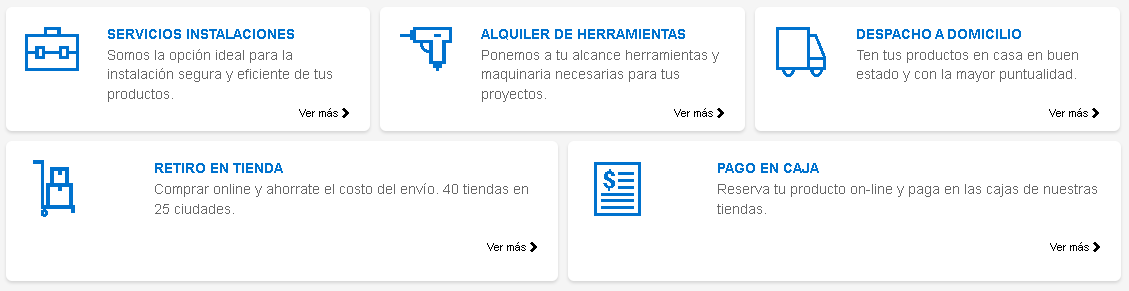 SERVICIOS INSTALACIONES
Somos la opción ideal para la
instalación segura y eficiente de tus
productos.
Ver más
ALQUILER DE HERRAMIENTAS
Ponemos a tu alcance herramientas y
maquinaria necesarias para tus
proyectos.
Ver más
DESPACHO A DOMICILIO
Ten tus productos en casa en buen
estado y con la mayor puntualidad.
Ver más
RETIRO EN TIENDA
Comprar online y ahorrate el costo del envío. 40 tiendas en
25 ciudades.
Ver más
$
PAGO EN CAJA
Reserva tu producto on-line y paga en las cajas de nuestras
tiendas.
Ver más